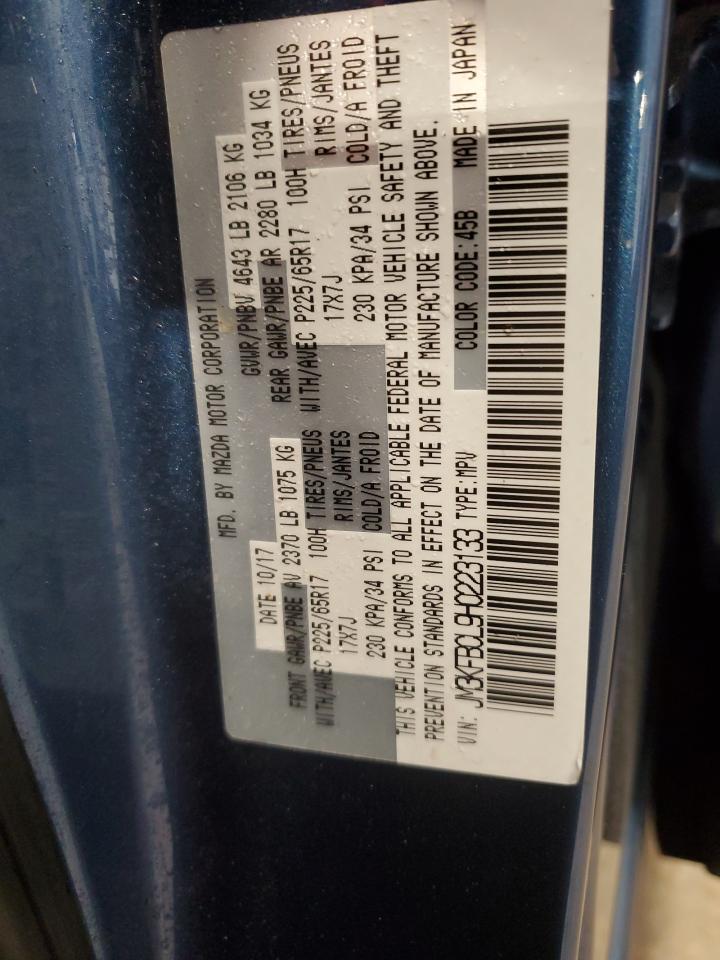 MFD. BY MAZDA MOTOR CORPORATION
DATE 10/17 GVWR/PNBV 4643 LB 2106 KG
FRONT GAWR/PNBE AV 2370 LB 1075 KG REAR GAWR/PNBE AR 2280 LB 1034 KG
WITH/AVEC P225/65R17 100H TIRES/PNEUS WITH/AVEC P225/65R17 100H TIRES/PNEUS
17X7J RIMS/JANTES 17X7J RIMS/JANTES
230 KPA/34 PSI COLD/A FROID 230 KPA/34 PSI COLD/A FROID
THIS VEHICLE CONFORMS TO ALL APPLICABLE FEDERAL MOTOR VEHICLE SAFETY AND THEFT
PREVENTION STANDARDS IN EFFECT ON THE DATE OF MANUFACTURE SHOWN ABOVE.
VIN: JM3KFBCL9H0223133 TYPE:MPV COLOR CODE:45B MADE IN JAPAN